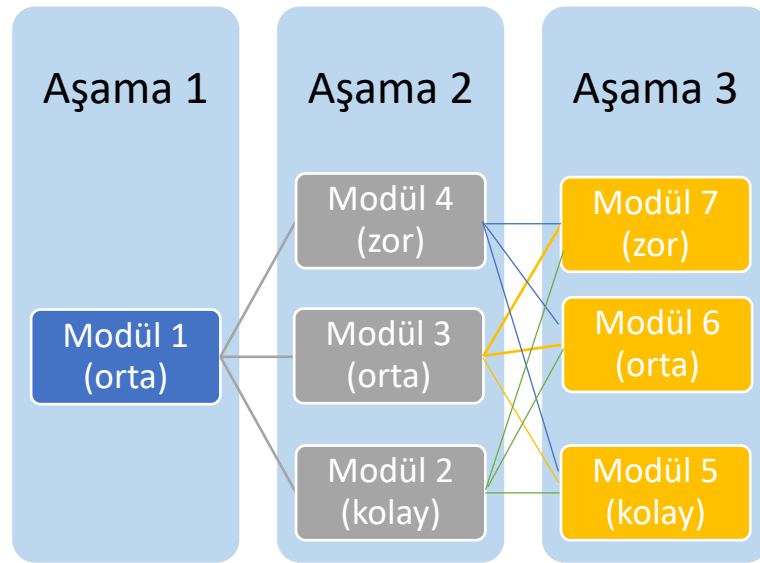 Aşama 1
Modül 1
(orta)
Aşama 2
Modül 4
(zor)
Modül 3
(orta)
Modül 2
(kolay)
Aşama 3
Modül 7
(zor)
Modül 6
(orta)
Modül 5
(kolay)